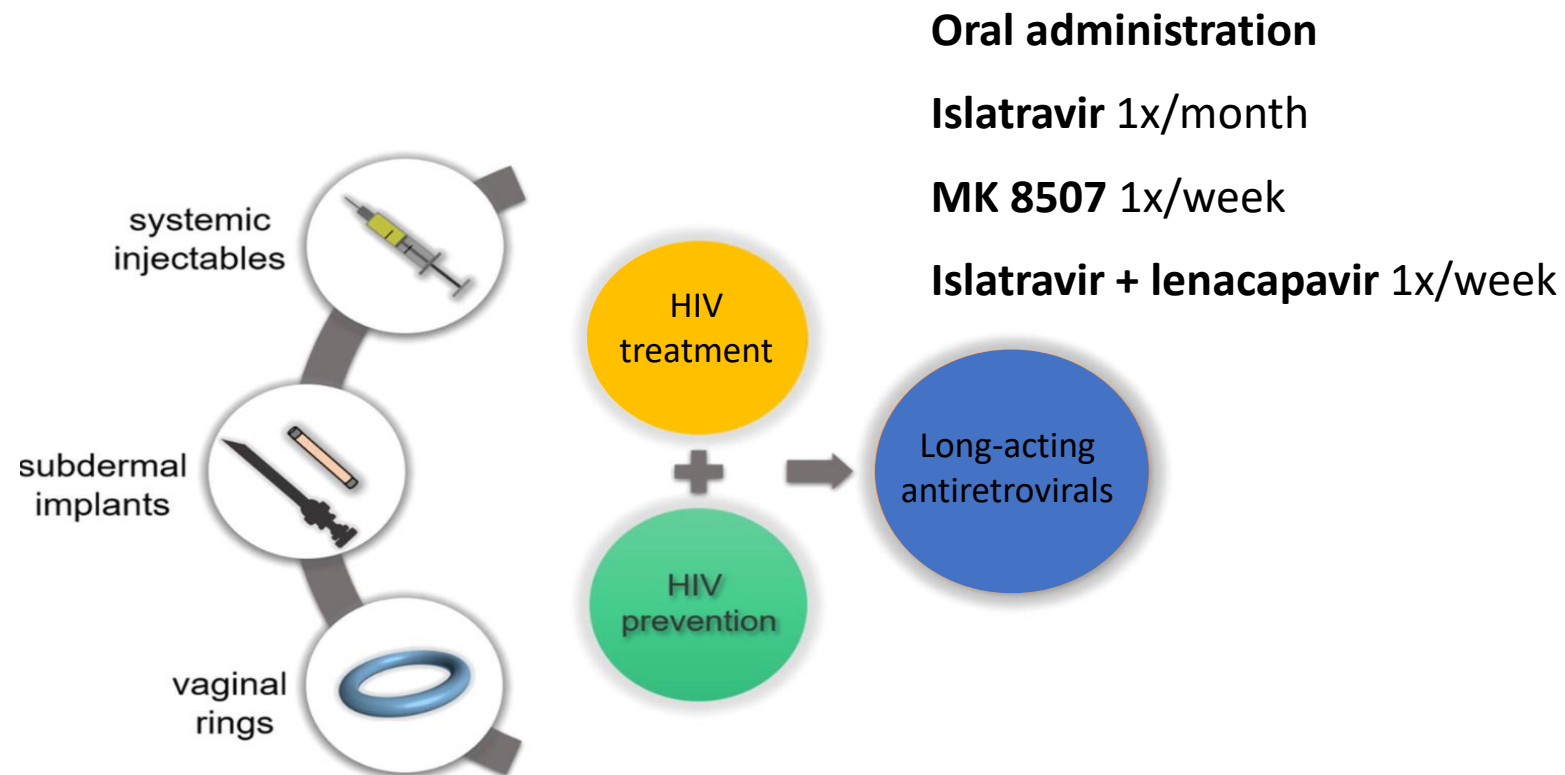 Oral administration
Islatravir 1x/month
MK 8507 1x/week
Islatravir + lenacapavir 1x/week
systemic
injectables
subdermal
implants
vaginal
rings
HIV
treatment
HIV
prevention
Long-acting
antiretrovirals